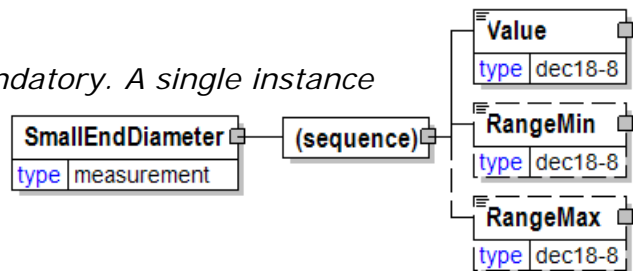 Value
type dec18-8
ndatory. A single instance
RangeMin
SmallEndDiameter (sequence)
type measurement
type dec18-8
RangeMax
type dec18-8